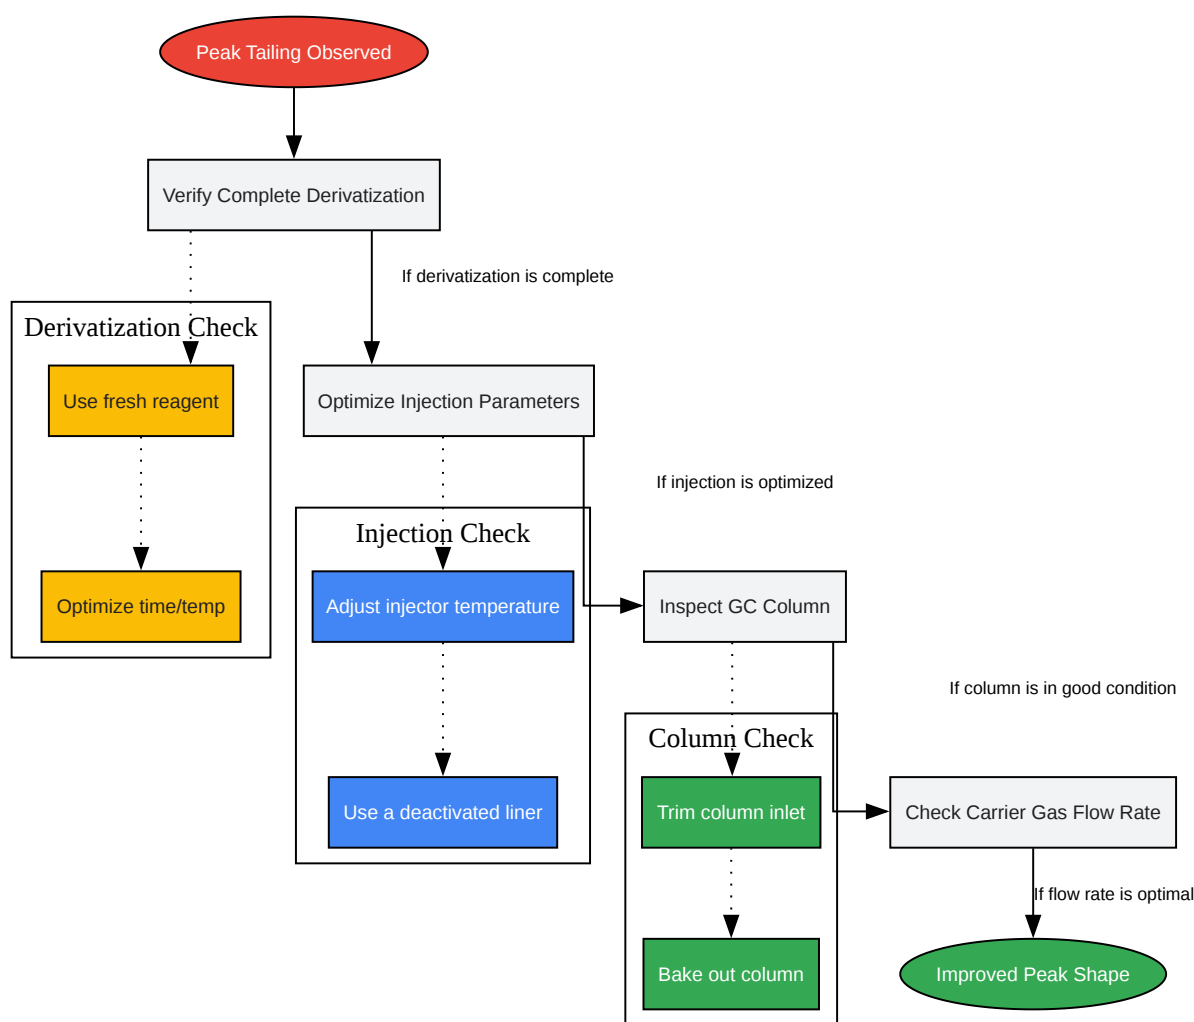 Peak Tailing Observed
Verify Complete Derivatization
If derivatization is complete
Derivatization Check
Use fresh reagent
Optimize Injection Parameters
If injection is optimized
Injection Check
Optimize time/temp
Adjust injector temperature
Inspect GC Column
If column is in good condition
Column Check
Use a deactivated liner
Trim column inlet
Check Carrier Gas Flow Rate
If flow rate is optimal
Bake out column
Improved Peak Shape